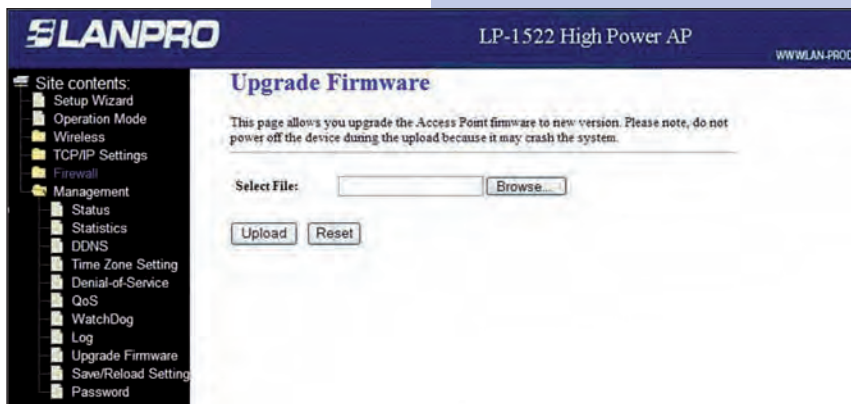 LANPRO
LP-1522 High Power AP
WWWLAN-PROD
Site contents:
Setup Wizard
Operation Mode
Wireless
TCP/IP Settings
Firewall
Management
Status
Statistics
DDNS
Time Zone Setting
Denial-of-Service
QoS
WatchDog
Log
Upgrade Firmware
Save/Reload Setting
Password
Upgrade Firmware
This page allows you upgrade the Access Point firmware to new version. Please note, do not
power off the device during the upload because it may crash the system.
Select File:
Browse...
Upload
Reset